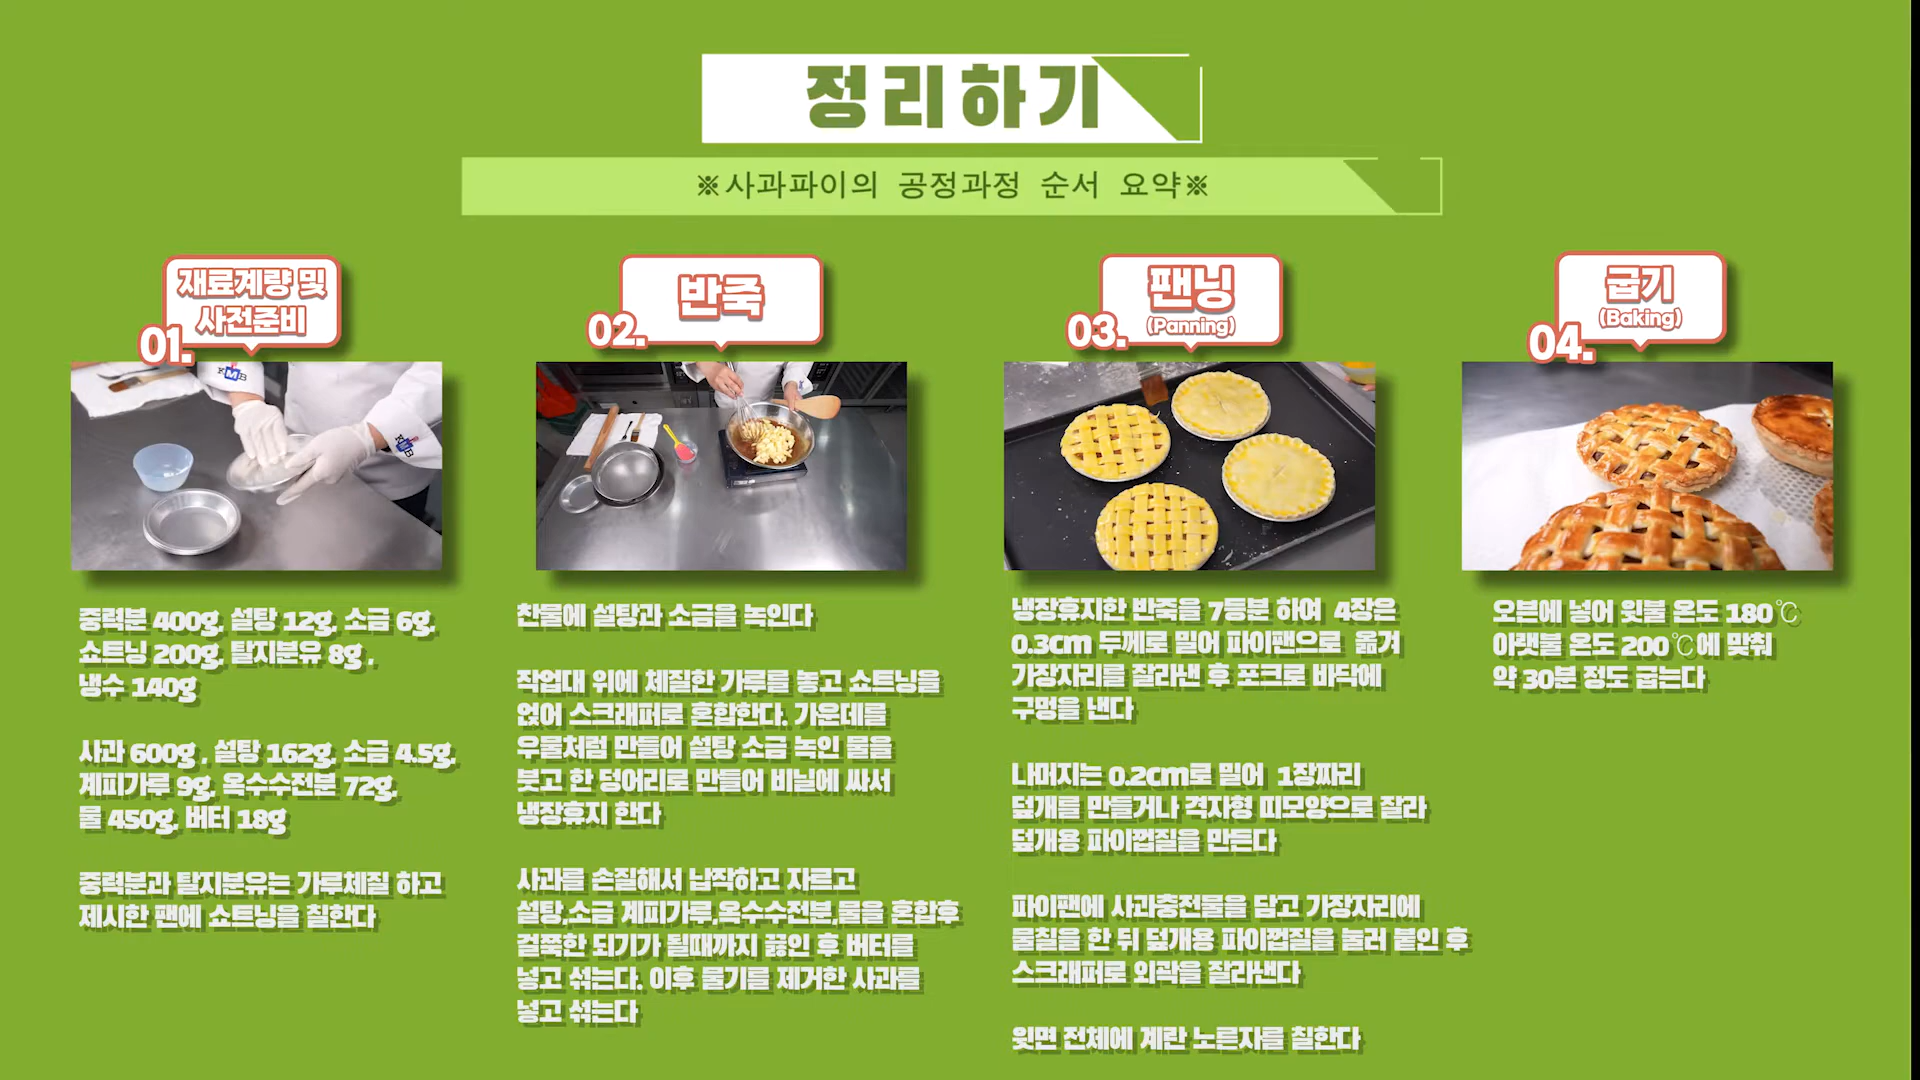 정리하기
※사과파이의 공정과정 순서 요약※
01.
재료계량 및
사전준비
KMB
KMB
중력분 400g, 설탕 12g, 소금 6g,
쇼트닝 200g, 탈지분유 8g ,
냉수 140g
사과 600g , 설탕 162g, 소금 4.5g,
계피가루 9g, 옥수수전분 72g,
물 450g, 버터 18g
중력분과 탈지분유는 가루체질 하고
제시한 팬에 쇼트닝을 칠한다
02.
반죽
찬물에 설탕과 소금을 녹인다
작업대 위에 체질한 가루를 놓고 쇼트닝을
얹어 스크래퍼로 혼합한다. 가운데를
우물처럼 만들어 설탕 소금 녹인 물을
붓고 한 덩어리로 만들어 비닐에 싸서
냉장휴지 한다
사과를 손질해서 납작하고 자르고
설탕,소금 계피가루,옥수수전분,물을 혼합후
걸쭉한 되기가 될때까지 끓인 후 버터를
넣고 섞는다. 이후 물기를 제거한 사과를
넣고 섞는다
03.
팬닝
(Panning)
냉장휴지한 반죽을 7등분 하여 4장은
0.3cm 두께로 밀어 파이팬으로 옮겨
가장자리를 잘라낸 후 포크로 바닥에
구멍을 낸다
나머지는 0.2cm로 밀어 1장짜리
덮개를 만들거나 격자형 띠모양으로 잘라
덮개용 파이껍질을 만든다
파이팬에 사과충전물을 담고 가장자리에
물칠을 한 뒤 덮개용 파이껍질을 눌러 붙인 후
스크래퍼로 외곽을 잘라낸다
윗면 전체에 계란 노른자를 칠한다
04.
굽기
(Baking)
오븐에 넣어 윗불 온도 180℃
아랫불 온도 200℃에 맞춰
약 30분 정도 굽는다